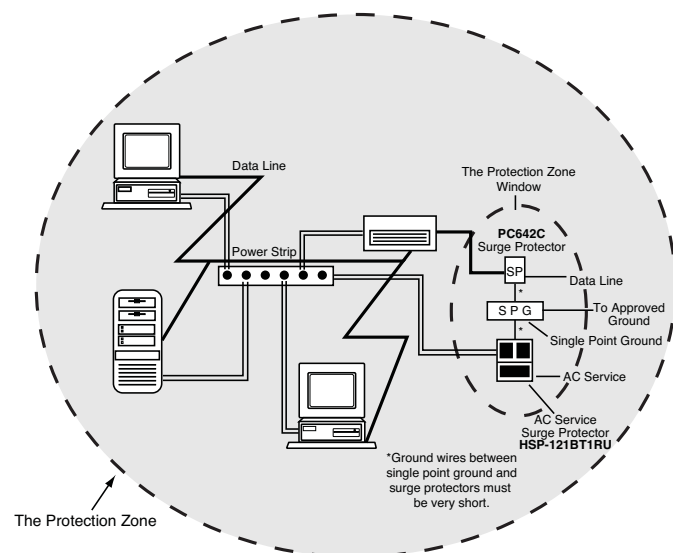 Data Line
The Protection Zone
Window
PC642C
Surge Protector
Power Strip
SP
Data Line
*
S P G
To Approved
Ground
*
Single Point Ground
AC Service
AC Service
Surge Protector
HSP-121BT1RU
*Ground wires between
single point ground and
surge protectors must
be very short.
The Protection Zone